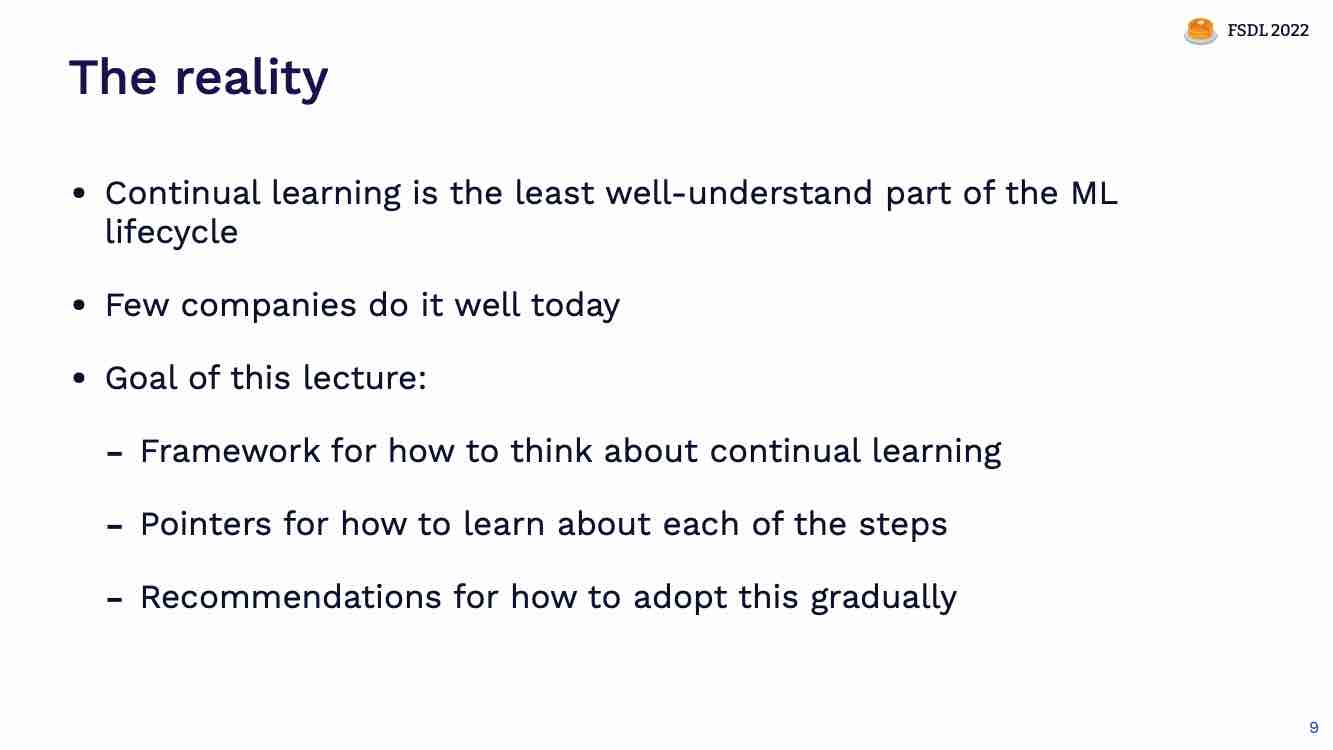 FSDL 2022
The reality
• Continual learning is the least well-understand part of the ML
lifecycle
• Few companies do it well today
• Goal of this lecture:
– Framework for how to think about continual learning
– Pointers for how to learn about each of the steps
– Recommendations for how to adopt this gradually
9